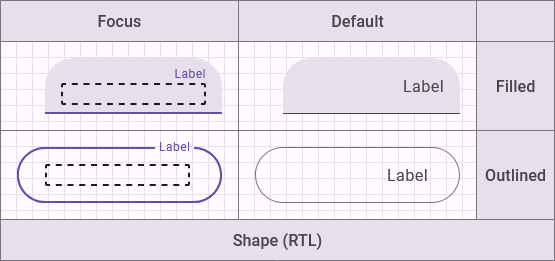 Focus
Default
Label
Label
Filled
Label
Label
Outlined
Shape (RTL)